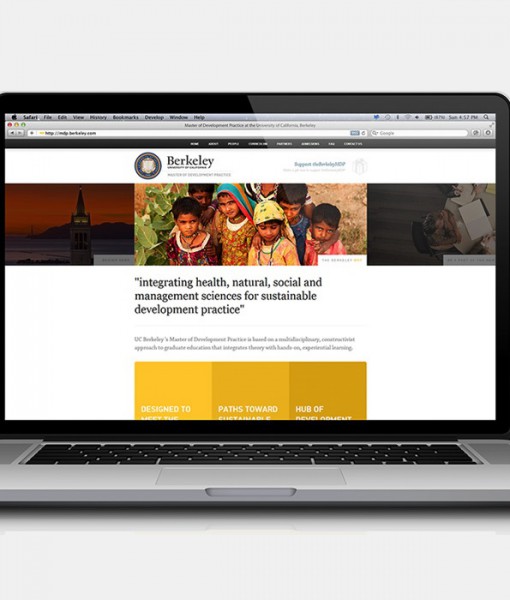 Safari File Edit View History Bookmarks Develop Window Help (87%) Sun 4:57 PM
Master of Development Practice at the University of California, Berkeley
http://mdp.berkeley.com
Google
HOME ABOUT PEOPLE CURRICULUM PARTNERS ADMISSIONS FAQ CONTACT US
Berkeley
UNIVERSITY OF CALIFORNIA
MASTER OF DEVELOPMENT PRACTICE
Support theBerkeleyMDP
THE BERKELEY MDP
“integrating health, natural, social and
management sciences for sustainable
development practice”
UC Berkeley's Master of Development Practice is based on a multidisciplinary, constructivist
approach to graduate education that integrates theory with hands-on, experiential learning.
DESIGNED TO
MEET THE
PATHS TOWARD
SUSTAINABLE
HUB OF
DEVELOPMENT